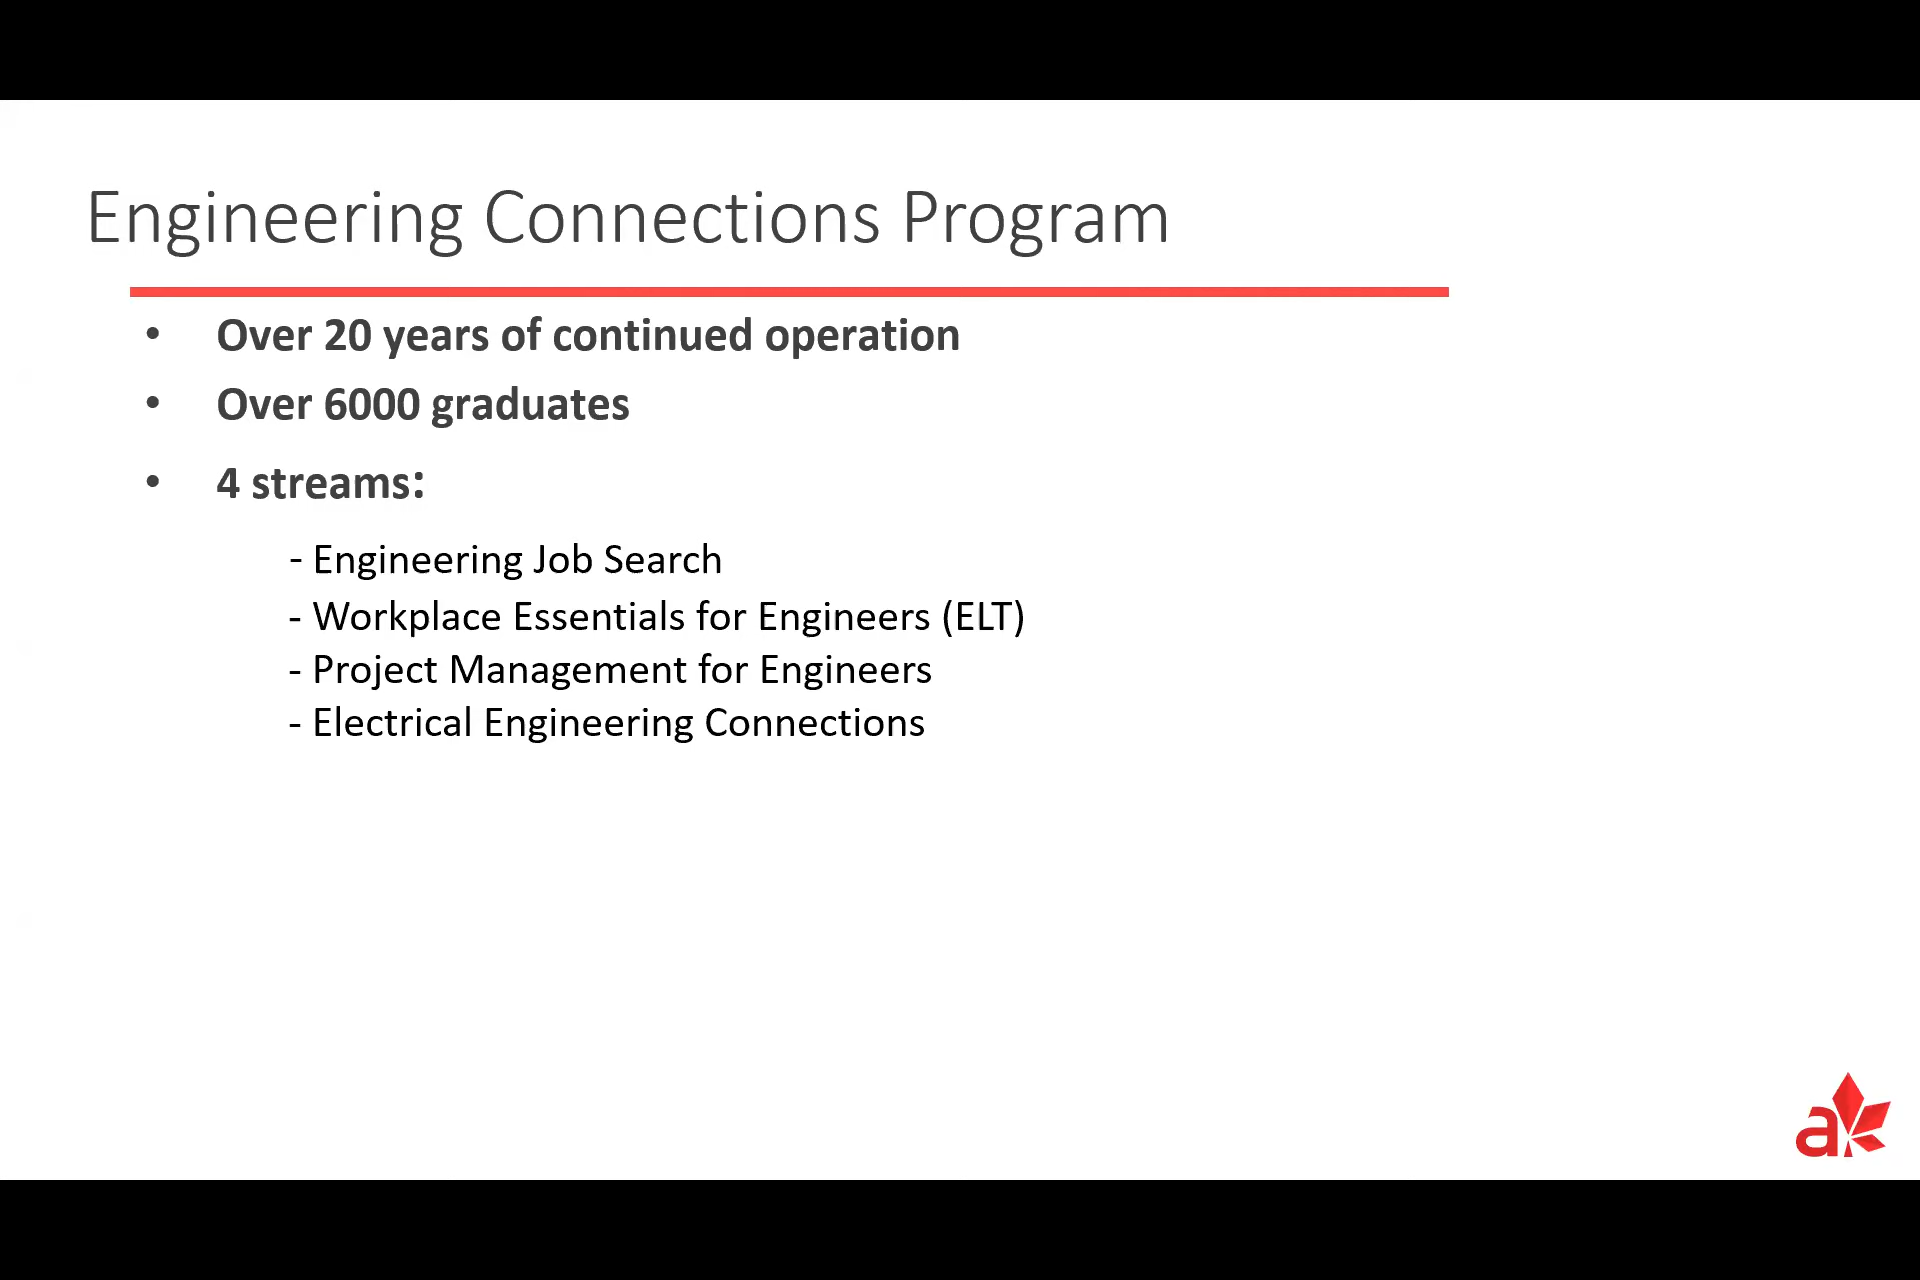 Engineering Connections Program
• Over 20 years of continued operation
• Over 6000 graduates
• 4 streams:
- Engineering Job Search
- Workplace Essentials for Engineers (ELT)
- Project Management for Engineers
- Electrical Engineering Connections
a